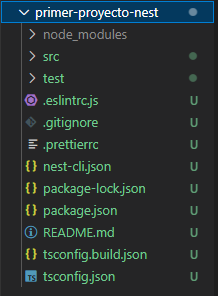 primer-proyecto-nest
node_modules
src
test
.eslintrc.js U
.gitignore U
.prettierrc U
nest-cli.json U
package-lock.json U
package.json U
README.md U
tsconfig.build.json U
tsconfig.json U